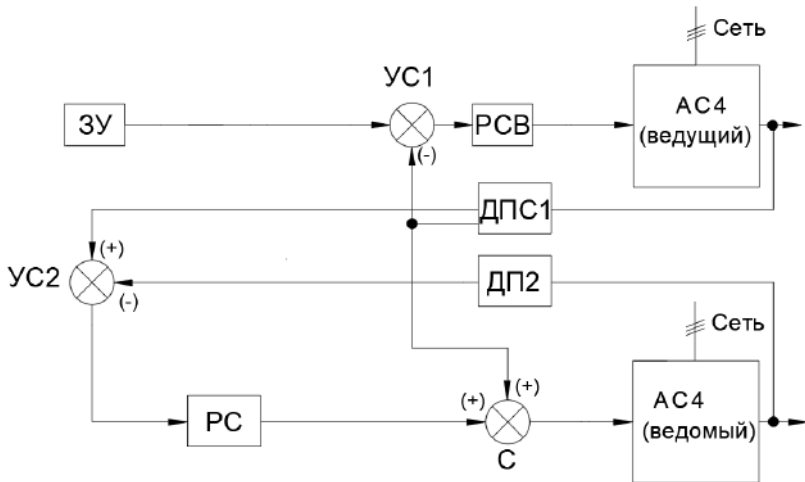 Сеть
УС1
ЗУ
РСВ
АС4
(ведущий)
(-)
ДПС1
(+)
УС2
(-)
ДП2
Сеть
РС
(+)
(+)
С
АС4
(ведомый)